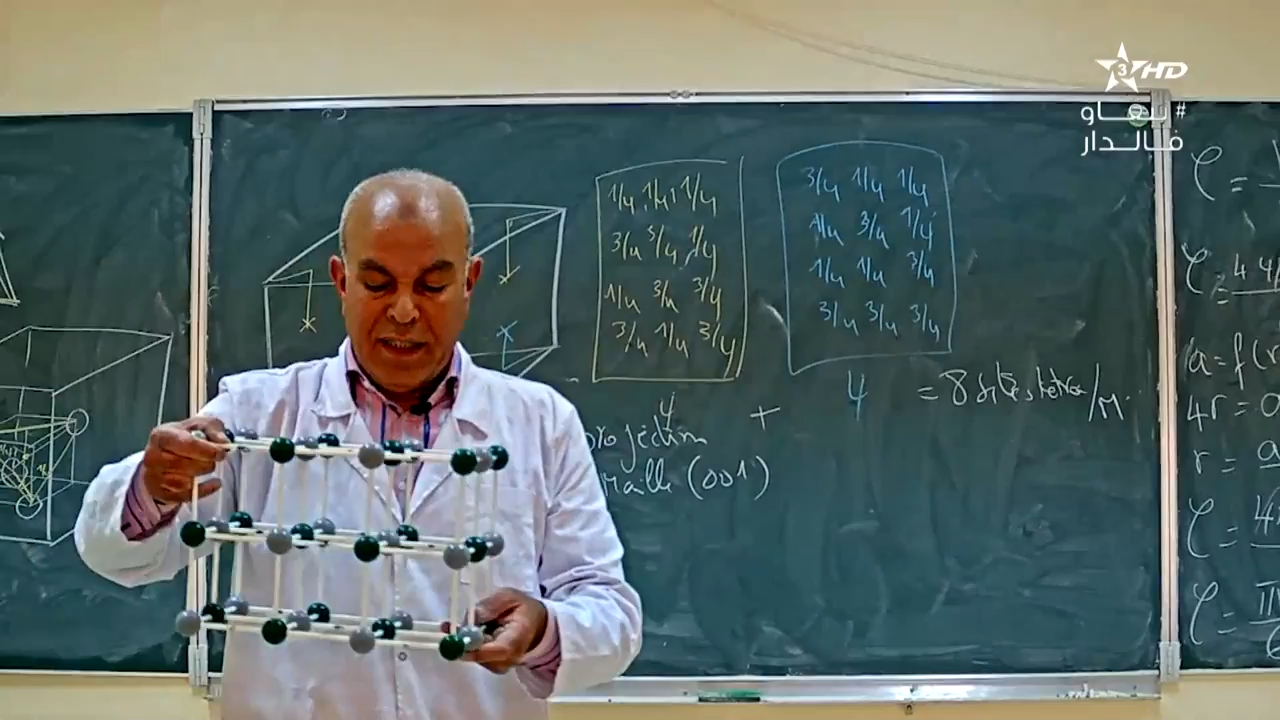 3 HD
# نبقاو
فالدار
1/4 1/4 1/4
3/4 3/4 1/4
1/4 3/4 3/4
3/4 1/4 3/4
3/4 1/4 1/4
1/4 3/4 1/4
1/4 1/4 3/4
3/4 3/4 3/4
4 + 4 = 8 sites tetra/M.
projection
maille (001)
a = f(r
4r = a
r = a